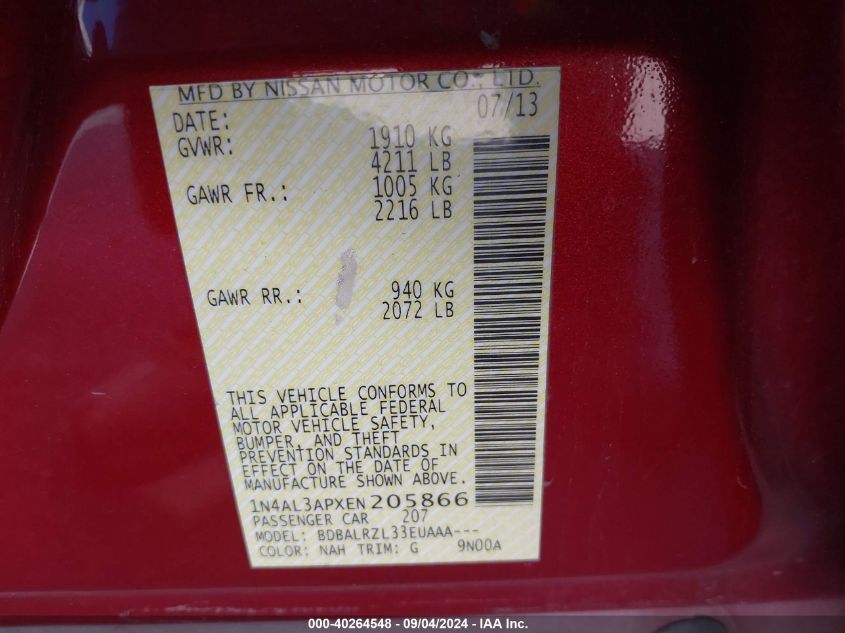 MFD BY NISSAN MOTOR CO., LTD.
DATE: 07/13
GVWR: 1910 KG
4211 LB
GAWR FR.: 1005 KG
2216 LB
GAWR RR.: 940 KG
2072 LB
THIS VEHICLE CONFORMS TO
ALL APPLICABLE FEDERAL
MOTOR VEHICLE SAFETY,
BUMPER, AND THEFT
PREVENTION STANDARDS IN
EFFECT ON THE DATE OF
MANUFACTURE SHOWN ABOVE.
1N4AL3APXEN205866
PASSENGER CAR 207
MODEL: BDBALRZL33EUAAA---
COLOR: NAH TRIM: G 9N00A
000-40264548 - 09/04/2024 - IAA Inc.